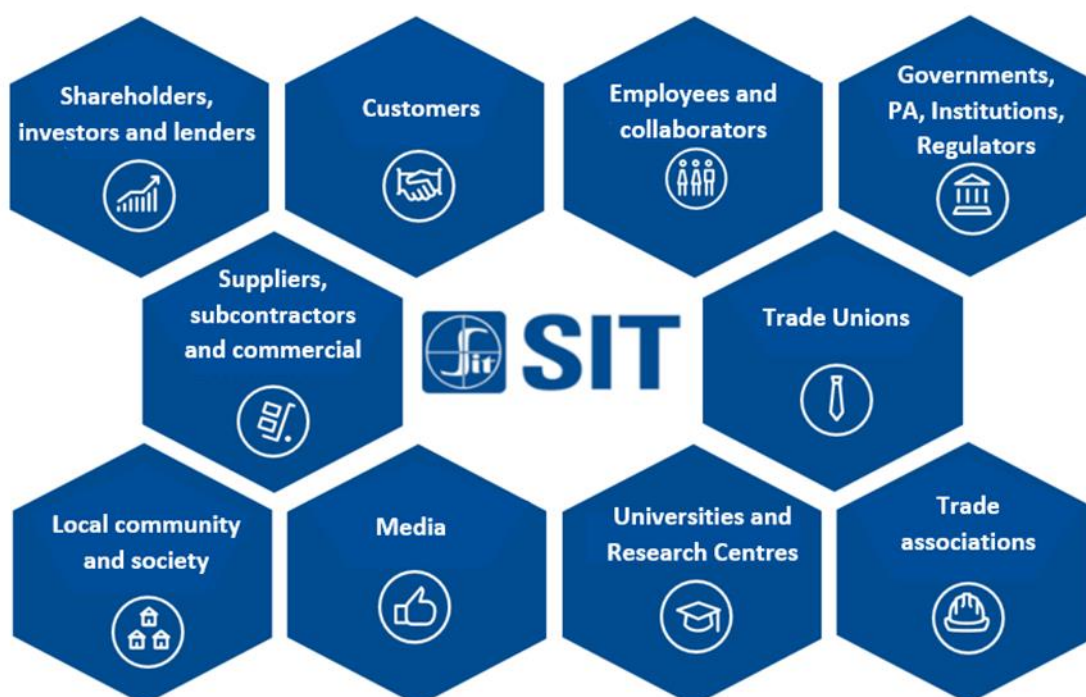 Shareholders,
investors and lenders
Customers
Employees and
collaborators
Governments,
PA, Institutions,
Regulators
Suppliers,
subcontractors
and commercial
Sit
SIT
Trade Unions
Local community
and society
Media
Universities and
Research Centres
Trade
associations